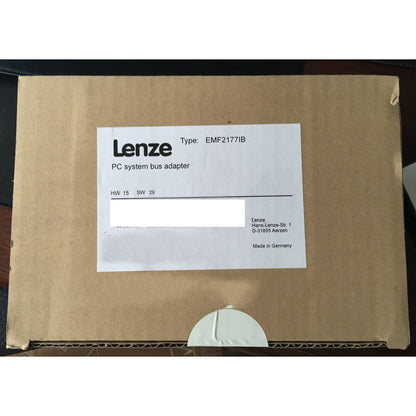 Lenze Type: EMF2177IB
PC system bus adapter
HW 15 SW 29
Lenze
Hans-Lenze-Str. 1
D-31855 Aerzen
Made in Germany